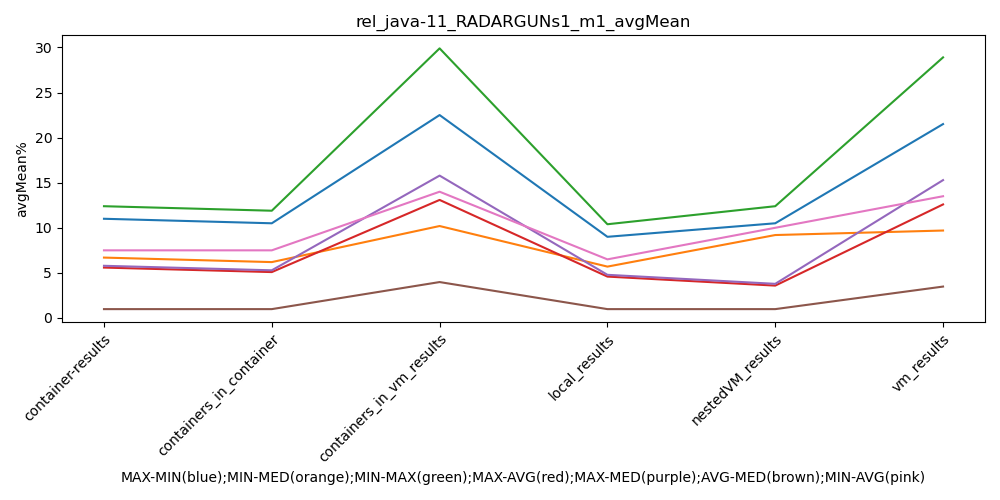 rel_java-11_RADARGUNs1_m1_avgMean
avgMean%
30
25
20
15
10
5
0
container-results
containers_in_container
containers_in_vm_results
local_results
nestedVM_results
vm_results
MAX-MIN(blue);MIN-MED(orange);MIN-MAX(green);MAX-AVG(red);MAX-MED(purple);AVG-MED(brown);MIN-AVG(pink)